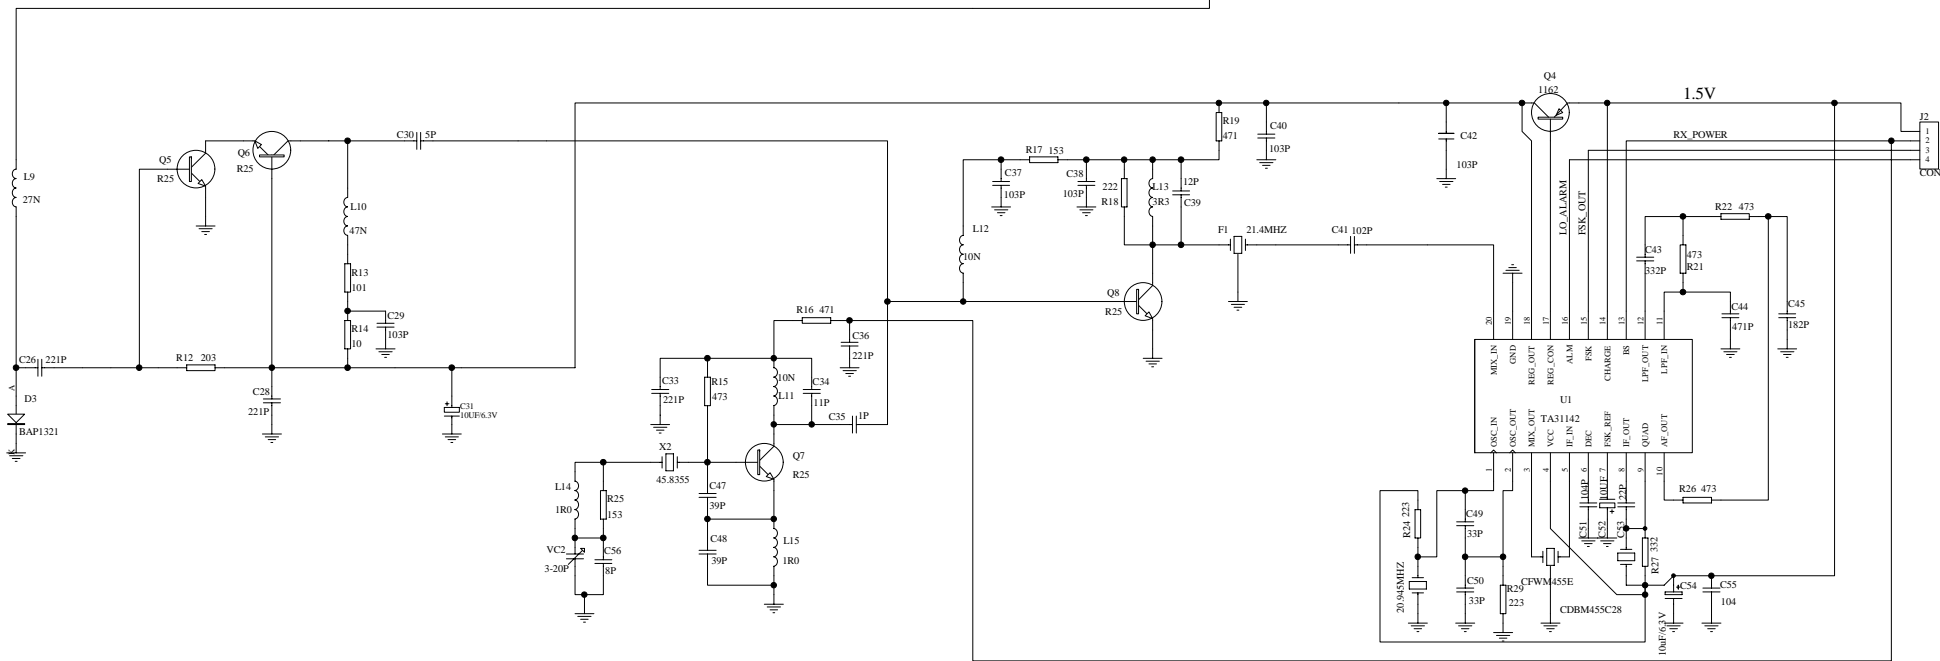 Q4
1162
1.5V
J2
1
2
3
4
CON
RX_POWER
LO_ALARM
FSK_OUT
L9
27N
Q5
R25
Q6
R25
C30 5P
L10
47N
R13
101
R14
10
C29
103P
C26 221P
R12 203
C28
221P
C31
10UF/6.3V
A
D3
BAP1321
K
R19
471
C40
103P
C42
103P
R17 153
C37
103P
C38
103P
222
R18
L13
3R3
12P
C39
L12
10N
F1 21.4MHZ
C41 102P
Q8
R25
R16 471
C36
221P
C33
221P
R15
473
10N
L11
C34
11P
C35 1P
X2
45.8355
Q7
R25
L14
1R0
R25
153
VC2
3-20P
C56
8P
C47
39P
C48
39P
L15
1R0
R22 473
C43
332P
473
R21
C44
471P
C45
182P
20 19 18 17 16 15 14 13 12 11
MIX_IN
GND
REG_OUT
REG_CON
ALM
FSK
CHARGE
BS
LPF_OUT
LPF_IN
U1
TA31142
OSC_IN
OSC_OUT
MIX_OUT
VCC
IF_IN
DEC
FSK_REF
IF_OUT
QUAD
AF_OUT
1 2 3 4 5 6 7 8 9 10
R26 473
R24 223
20.945MHZ
C49
33P
C50
33P
R29
223
CFWM455E
CDBM455C28
104P
C51
10UF
C52
22P
C53
R27 332
C54
10uF/6.3V
C55
104